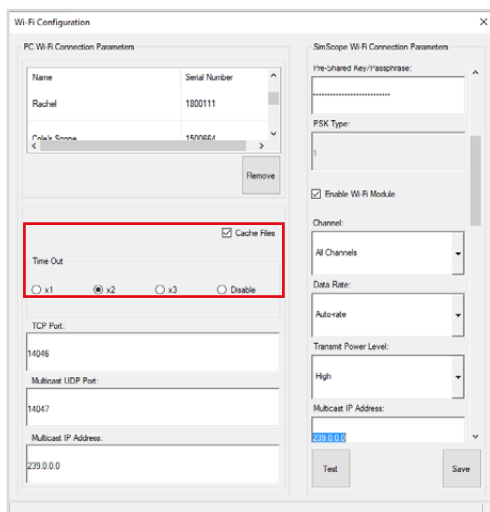 Wi-Fi Configuration
PC Wi-Fi Connection Parameters
Name Serial Number
Rachel 1800111
Cole's Scope 1500664
Remove
Cache Files
Time Out
x1 x2 x3 Disable
TCP Port:
14046
Multicast UDP Port:
14047
Multicast IP Address:
239.0.0.0
SimScope Wi-Fi Connection Parameters
Pre-Shared Key/Passphrase:
PSK Type:
1
Enable Wi-Fi Module
Channel:
All Channels
Data Rate:
Auto-rate
Transmit Power Level:
High
Multicast IP Address:
239.0.0.0
Test Save